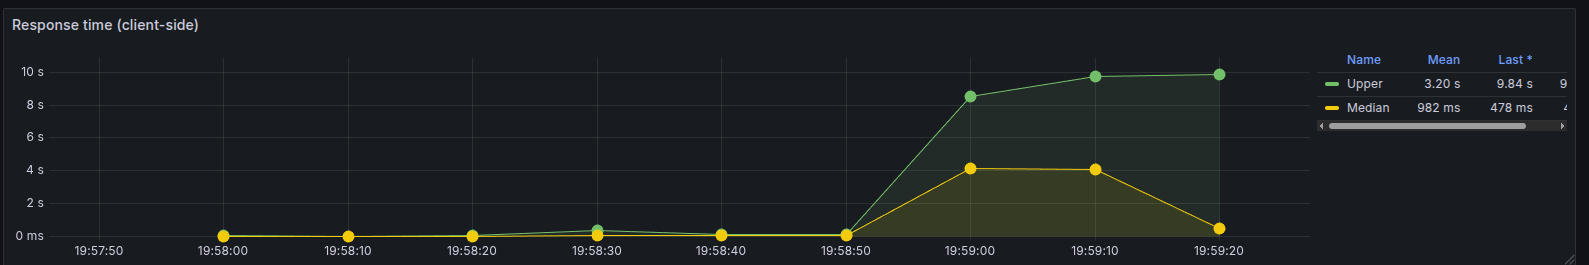 Response time (client-side)
10 s
8 s
6 s
4 s
2 s
0 ms
19:57:50 19:58:00 19:58:10 19:58:20 19:58:30 19:58:40 19:58:50 19:59:00 19:59:10 19:59:20
Name Mean Last *
Upper 3.20 s 9.84 s 9
Median 982 ms 478 ms